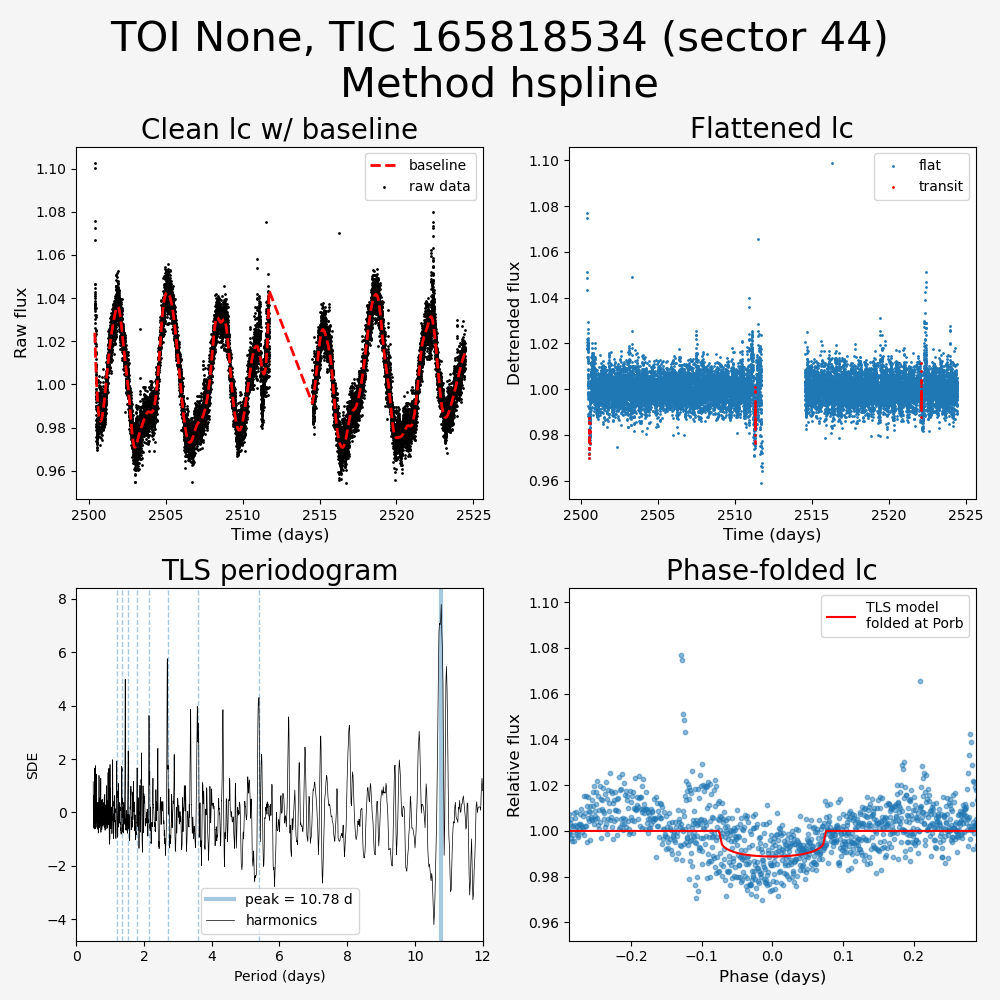 TOI None, TIC 165818534 (sector 44)
Method hspline
Clean lc w/ baseline
Raw flux
1.10
1.08
1.06
1.04
1.02
1.00
0.98
0.96
baseline
raw data
2500
2505
2510
2515
2520
2525
Time (days)
Flattened lc
Detrended flux
1.10
1.08
1.06
1.04
1.02
1.00
0.98
0.96
flat
transit
2500
2505
2510
2515
2520
2525
Time (days)
TLS periodogram
SDE
8
6
4
2
0
−2
−4
peak = 10.78 d
harmonics
0
2
4
6
8
10
12
Period (days)
Phase-folded lc
Relative flux
1.10
1.08
1.06
1.04
1.02
1.00
0.98
0.96
TLS model
folded at Porb
−0.2
−0.1
0.0
0.1
0.2
Phase (days)